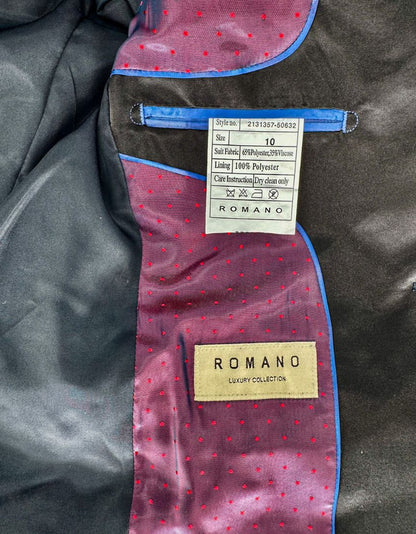 Style no. 2131357-50632
Size 10
Suit Fabric 65%Polyester,35%Viscose
Lining 100% Polyester
Care Instruction Dry clean only
ROMANO
ROMANO
LUXURY COLLECTION